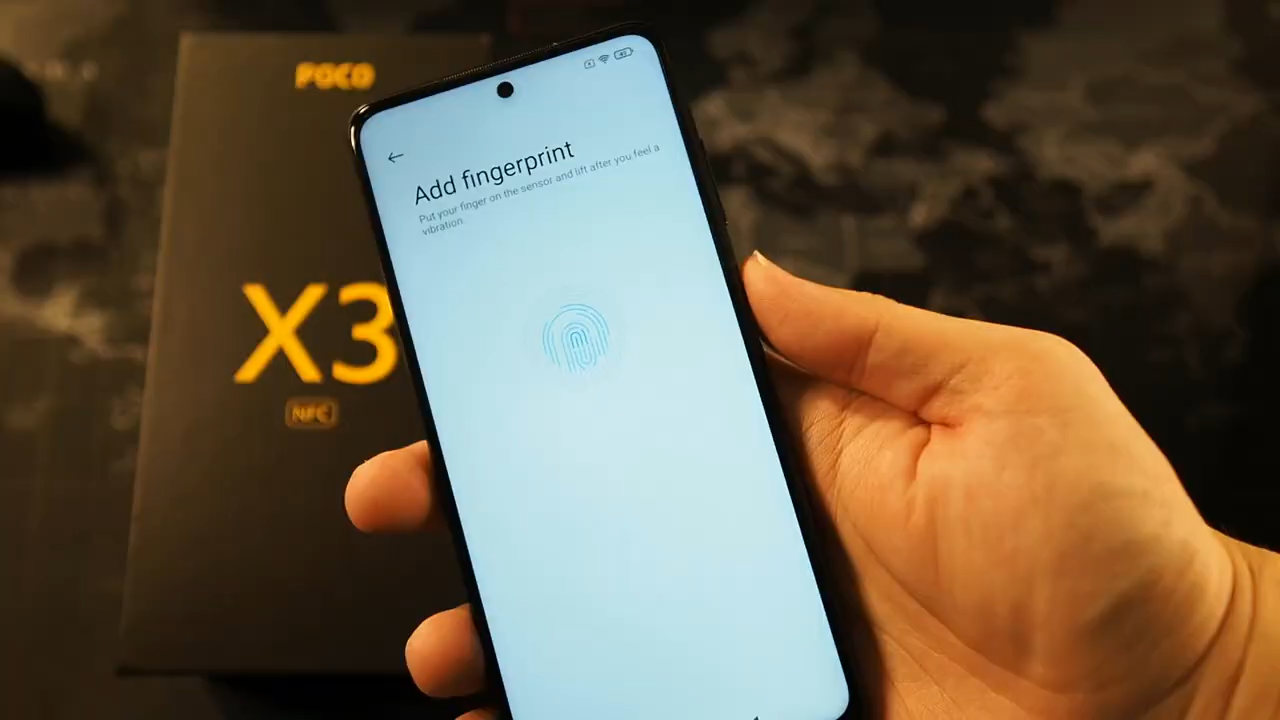 POCO
X3
NFC
Add fingerprint
Put your finger on the sensor and lift after you feel a
vibration